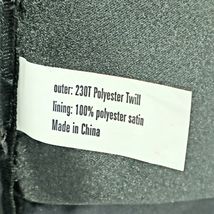 outer: 230T Polyester Twill
lining: 100% polyester satin
Made in China